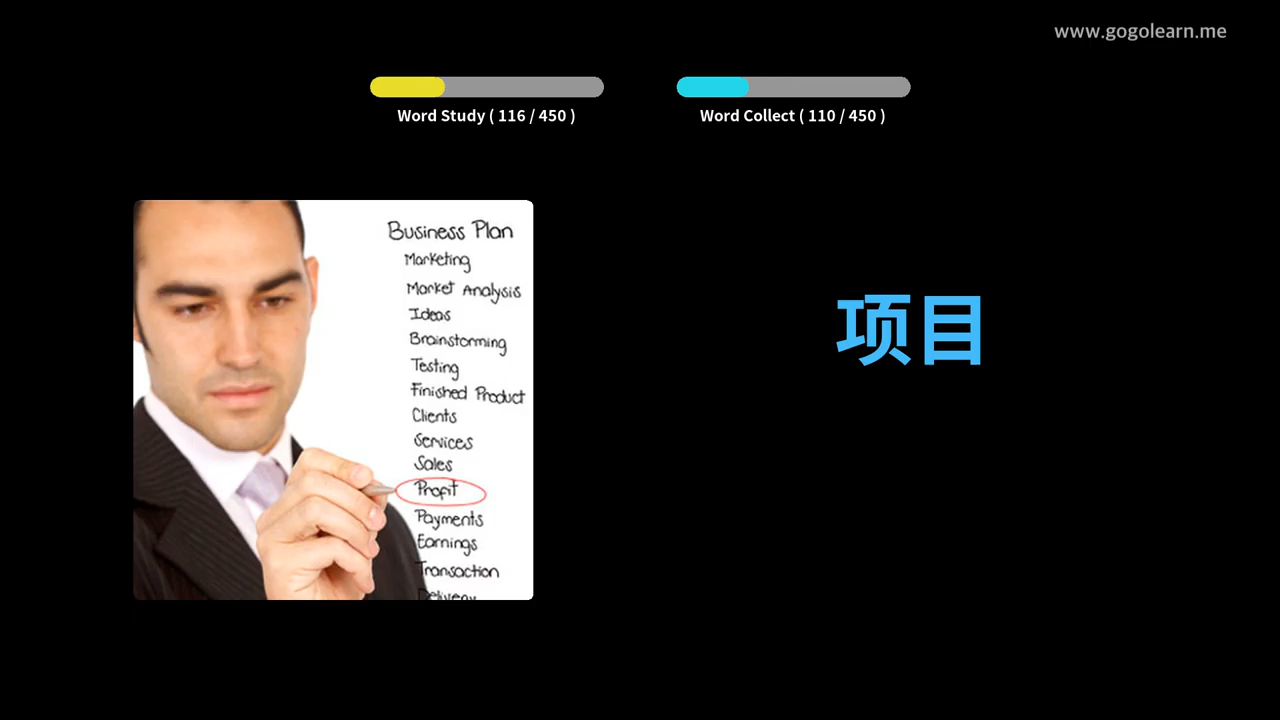 www.gogolearn.me
Word Study ( 116 / 450 )
Word Collect ( 110 / 450 )
Business Plan
Marketing
Market Analysis
Ideas
Brainstorming
Testing
Finished Product
Clients
Services
Sales
Profit
Payments
Earnings
Transaction
Delivery
项目